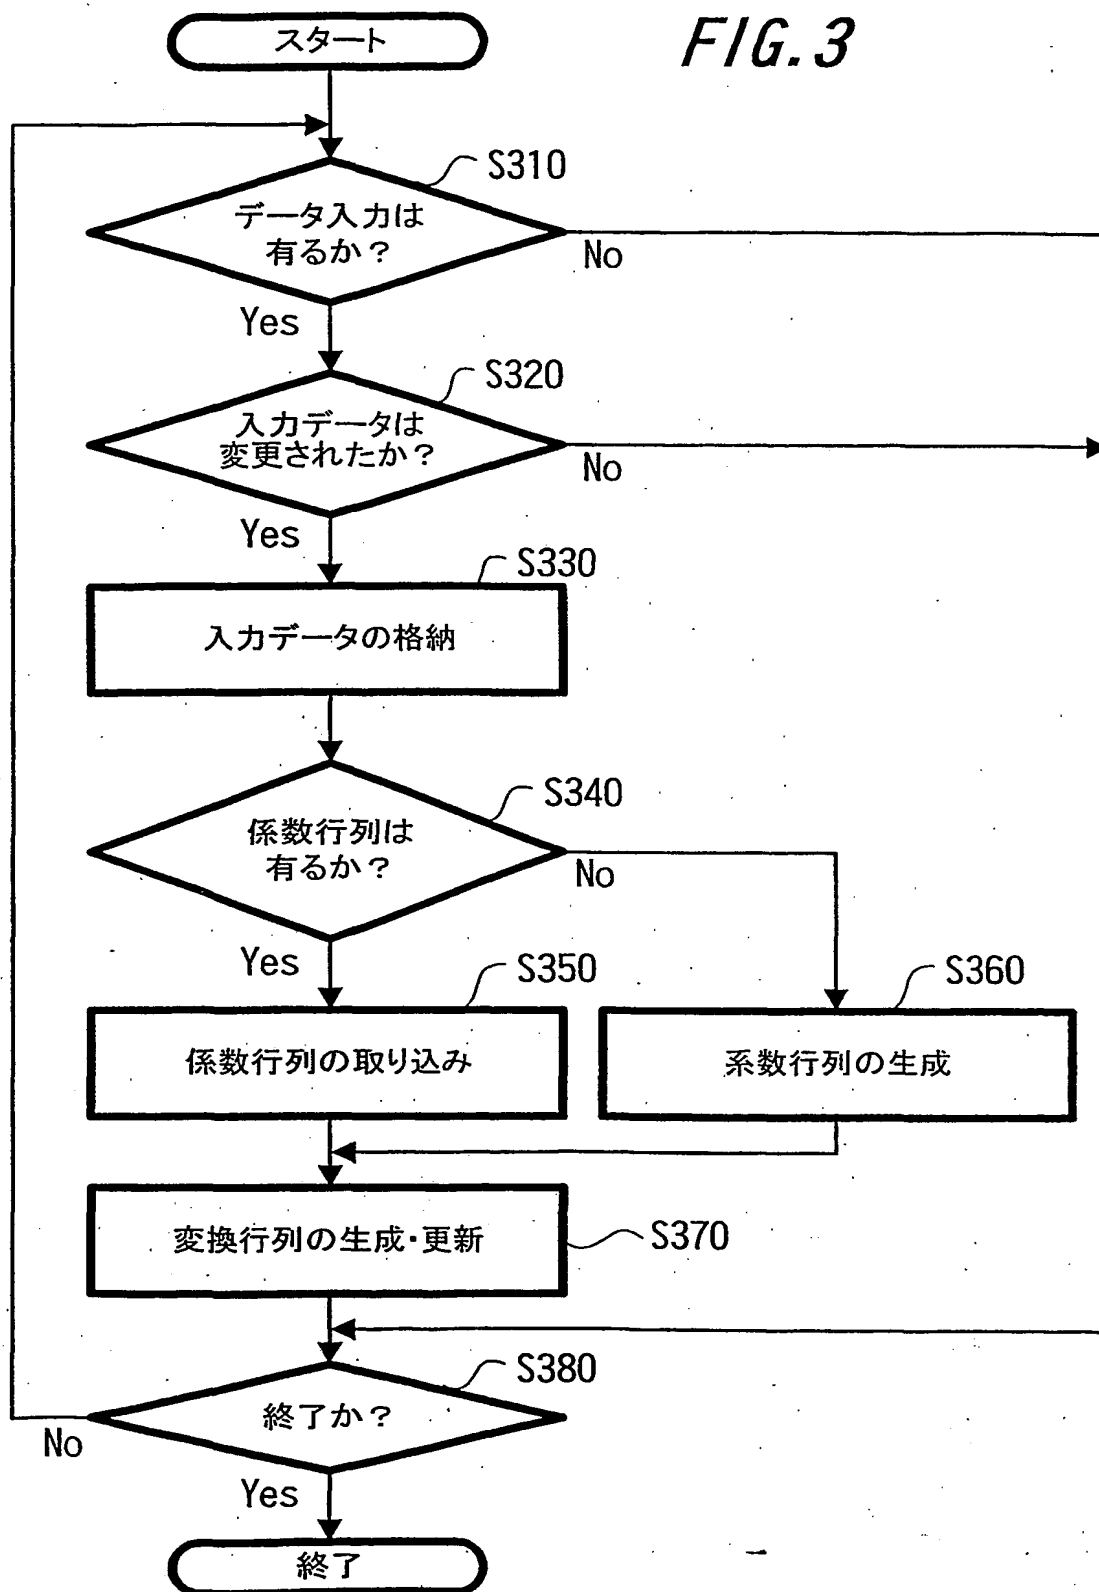 FIG.3
スタート
S310
データ入力は
有るか？
No
Yes
S320
入力データは
変更されたか？
No
Yes
S330
入力データの格納
S340
係数行列は
有るか？
No
Yes
S350
S360
係数行列の取り込み
系数行列の生成
変換行列の生成・更新
S370
S380
終了か？
No
Yes
終了